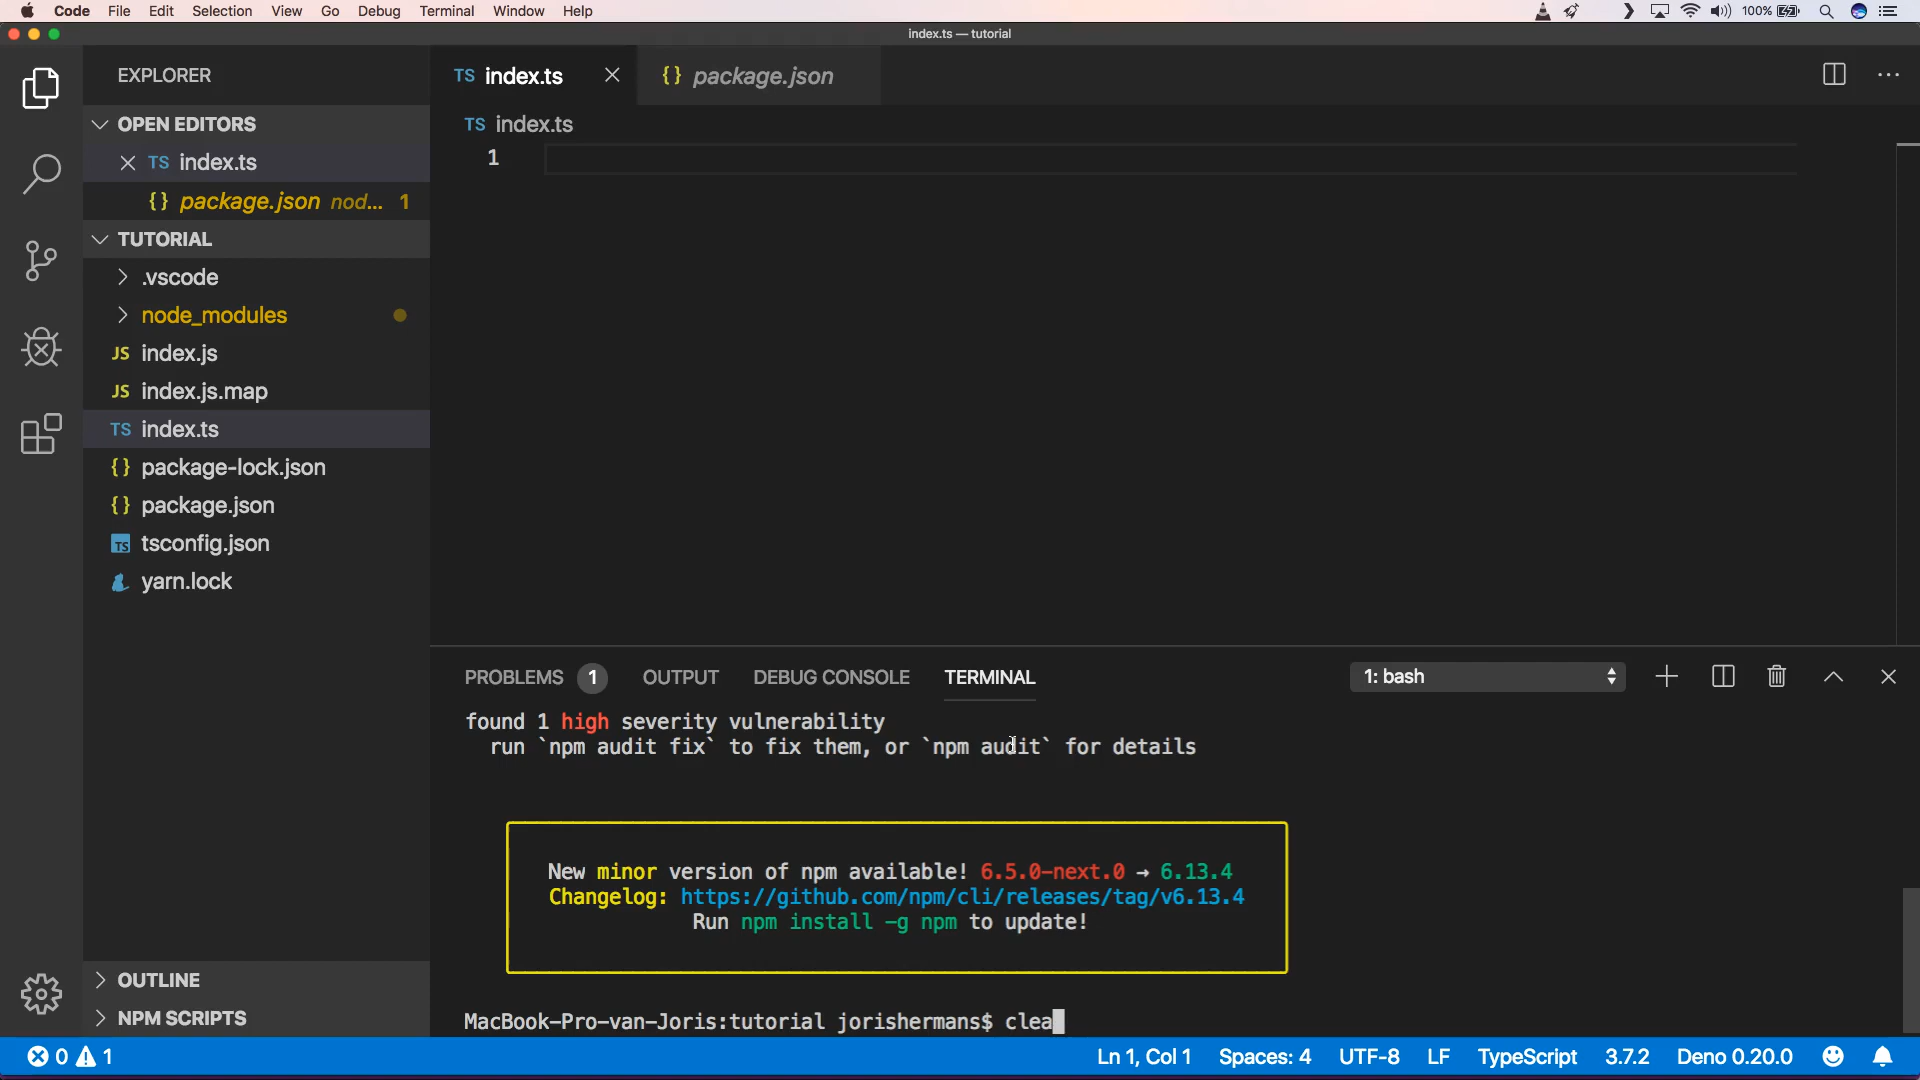 Code File Edit Selection View Go Debug Terminal Window Help 100%
index.ts — tutorial
EXPLORER
OPEN EDITORS
TS index.ts
{} package.json nod... 1
TUTORIAL
.vscode
node_modules
JS index.js
JS index.js.map
TS index.ts
{} package-lock.json
{} package.json
TS tsconfig.json
yarn.lock
OUTLINE
NPM SCRIPTS
TS index.ts {} package.json
TS index.ts
1
PROBLEMS 1 OUTPUT DEBUG CONSOLE TERMINAL 1: bash
found 1 high severity vulnerability
run `npm audit fix` to fix them, or `npm audit` for details
New minor version of npm available! 6.5.0-next.0 → 6.13.4
Changelog: https://github.com/npm/cli/releases/tag/v6.13.4
Run npm install -g npm to update!
MacBook-Pro-van-Joris:tutorial jorishermans$ clea
0 1 Ln 1, Col 1 Spaces: 4 UTF-8 LF TypeScript 3.7.2 Deno 0.20.0